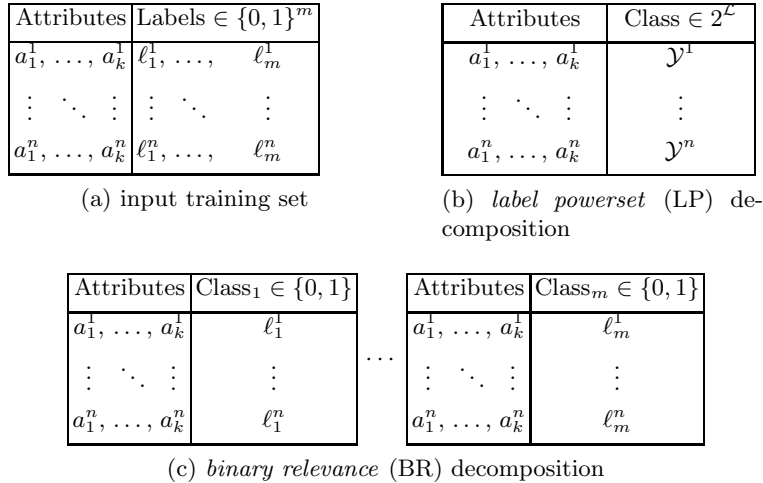 Attributes Labels ∈ {0, 1}^m
a_1^1, …, a_k^1 ℓ_1^1, …, ℓ_m^1
⋮ ⋱ ⋮ ⋮ ⋱ ⋮
a_1^n, …, a_k^n ℓ_1^n, …, ℓ_m^n
(a) input training set
Attributes Class ∈ 2^ℒ
a_1^1, …, a_k^1 𝒴^1
⋮ ⋱ ⋮ ⋮
a_1^n, …, a_k^n 𝒴^n
(b) label powerset (LP) de-
composition
Attributes Class_1 ∈ {0, 1}
a_1^1, …, a_k^1 ℓ_1^1
⋮ ⋱ ⋮ ⋮
a_1^n, …, a_k^n ℓ_1^n
…
Attributes Class_m ∈ {0, 1}
a_1^1, …, a_k^1 ℓ_m^1
⋮ ⋱ ⋮ ⋮
a_1^n, …, a_k^n ℓ_m^n
(c) binary relevance (BR) decomposition